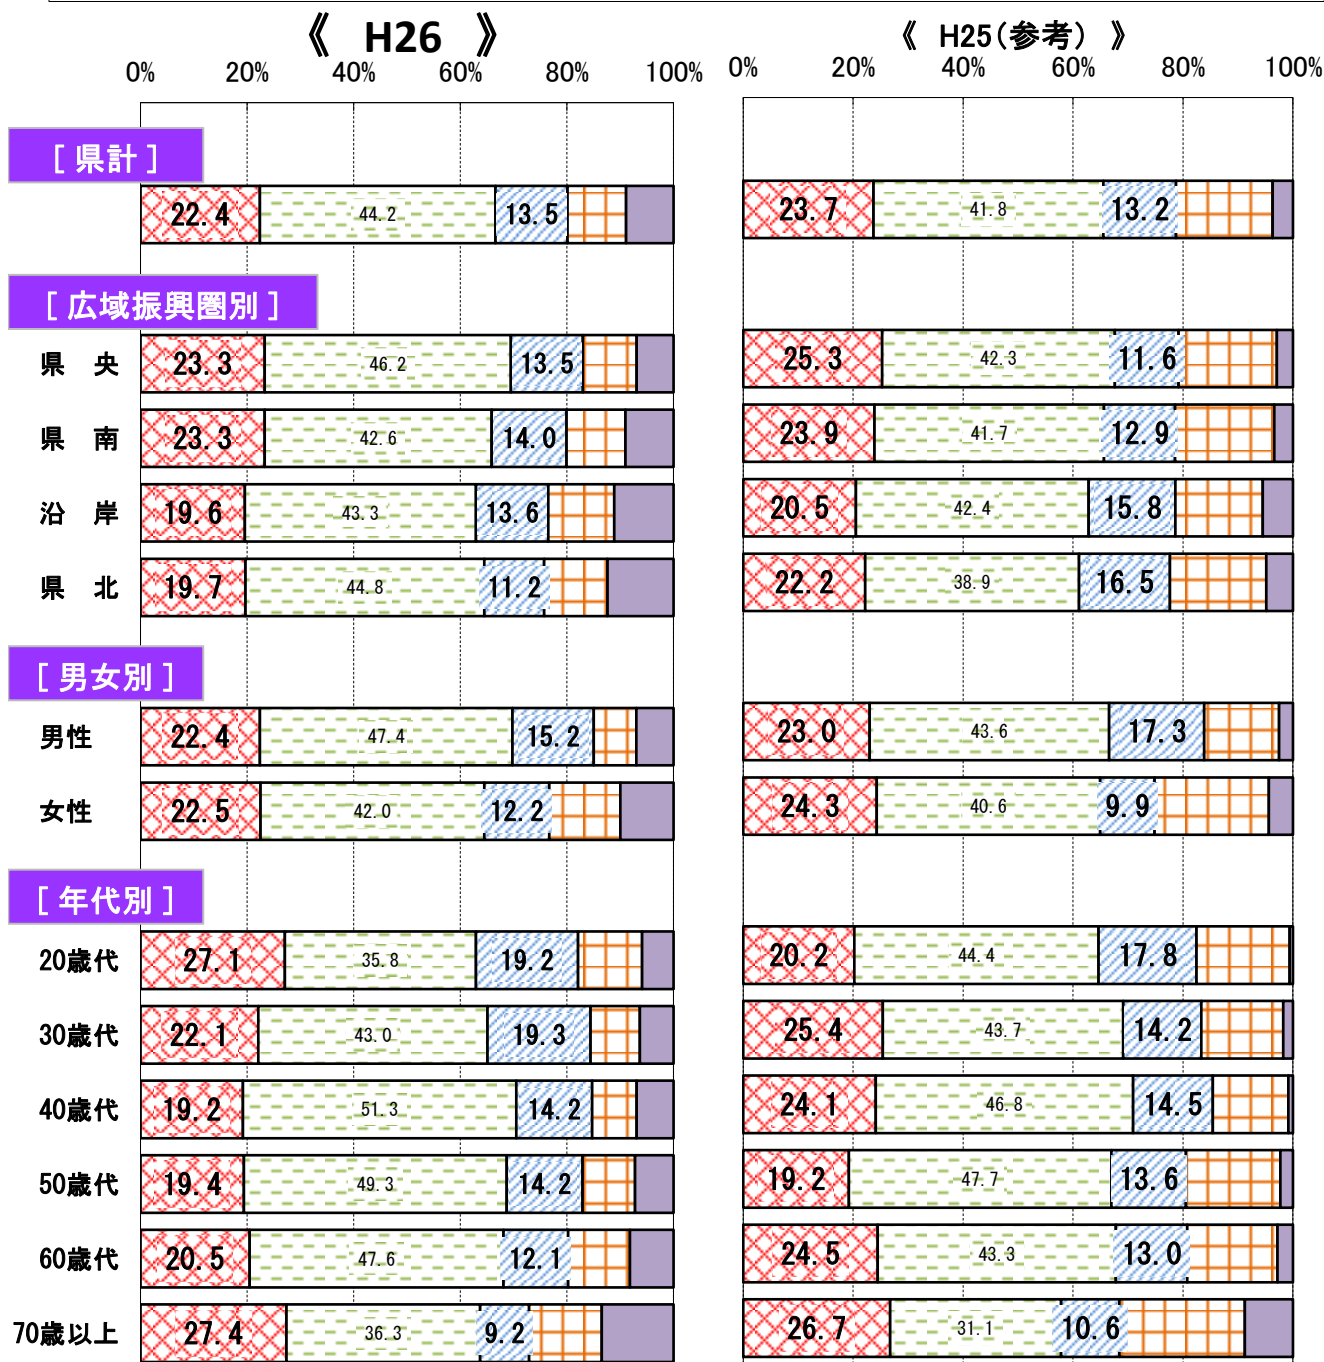 《 H26 》 《 H25（参考） 》
0% 20% 40% 60% 80% 100% 0% 20% 40% 60% 80% 100%
[ 県計 ]
22.4 44.2 13.5 23.7 41.8 13.2
[ 広域振興圏別 ]
県 央 23.3 46.2 13.5 25.3 42.3 11.6
県 南 23.3 42.6 14.0 23.9 41.7 12.9
沿 岸 19.6 43.3 13.6 20.5 42.4 15.8
県 北 19.7 44.8 11.2 22.2 38.9 16.5
[ 男女別 ]
男性 22.4 47.4 15.2 23.0 43.6 17.3
女性 22.5 42.0 12.2 24.3 40.6 9.9
[ 年代別 ]
20歳代 27.1 35.8 19.2 20.2 44.4 17.8
30歳代 22.1 43.0 19.3 25.4 43.7 14.2
40歳代 19.2 51.3 14.2 24.1 46.8 14.5
50歳代 19.4 49.3 14.2 19.2 47.7 13.6
60歳代 20.5 47.6 12.1 24.5 43.3 13.0
70歳以上 27.4 36.3 9.2 26.7 31.1 10.6